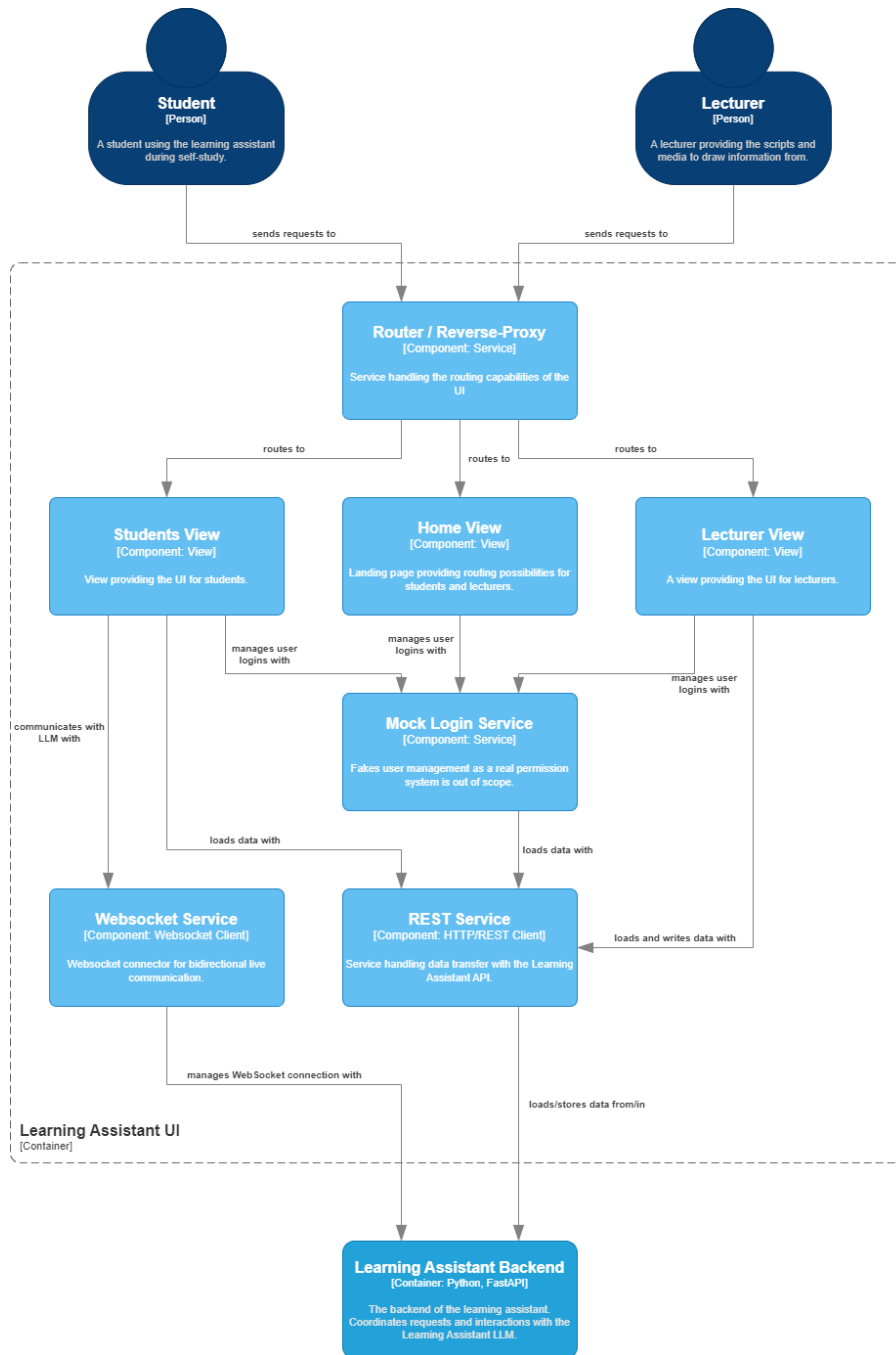 Student
[Person]
A student using the learning assistant
during self-study.
Lecturer
[Person]
A lecturer providing the scripts and
media to draw information from.
sends requests to
sends requests to
Router / Reverse-Proxy
[Component: Service]
Service handling the routing capabilities of the
UI
routes to
routes to
routes to
Students View
[Component: View]
View providing the UI for students.
Home View
[Component: View]
Landing page providing routing possibilities for
students and lecturers.
Lecturer View
[Component: View]
A view providing the UI for lecturers.
manages user
logins with
manages user
logins with
manages user
logins with
communicates with
LLM with
Mock Login Service
[Component: Service]
Fakes user management as a real permission
system is out of scope.
loads data with
loads data with
Websocket Service
[Component: Websocket Client]
Websocket connector for bidirectional live
communication.
REST Service
[Component: HTTP/REST Client]
Service handling data transfer with the Learning
Assistant API.
loads and writes data with
manages WebSocket connection with
loads/stores data from/in
Learning Assistant UI
[Container]
Learning Assistant Backend
[Container: Python, FastAPI]
The backend of the learning assistant.
Coordinates requests and interactions with the
Learning Assistant LLM.